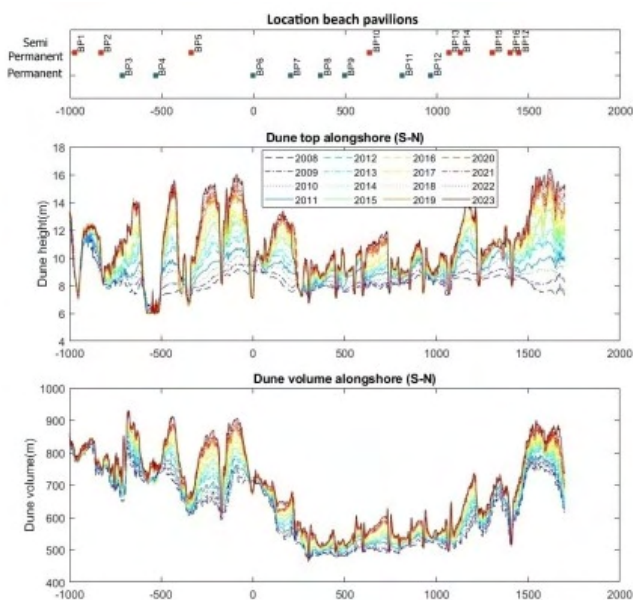 Location beach pavilions
Semi
Permanent
Permanent
BP1
BP2
BP3
BP4
BP5
BP6
BP7
BP8
BP9
BP10
BP11
BP12
BP13
BP14
BP15
BP16
-1000 -500 0 500 1000 1500 2000
Dune top alongshore (S-N)
Dune height(m)
18
16
14
12
10
8
6
4
2008 2012 2016 2020
2009 2013 2017 2021
2010 2014 2018 2022
2011 2015 2019 2023
-1000 -500 0 500 1000 1500 2000
Dune volume alongshore (S-N)
Dune volume(m)
1000
900
800
700
600
500
400
-1000 -500 0 500 1000 1500 2000